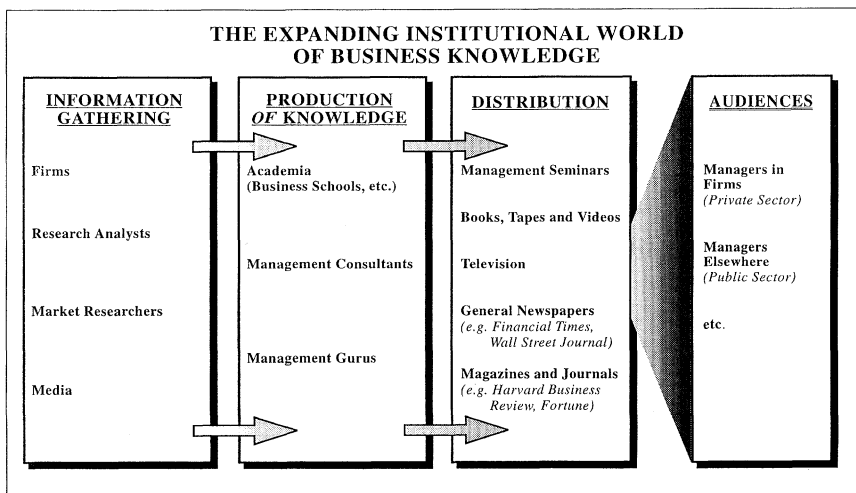 THE EXPANDING INSTITUTIONAL WORLD
OF BUSINESS KNOWLEDGE
INFORMATION
GATHERING
Firms
Research Analysts
Market Researchers
Media
PRODUCTION
OF KNOWLEDGE
Academia
(Business Schools, etc.)
Management Consultants
Management Gurus
DISTRIBUTION
Management Seminars
Books, Tapes and Videos
Television
General Newspapers
(e.g. Financial Times,
Wall Street Journal)
Magazines and Journals
(e.g. Harvard Business
Review, Fortune)
AUDIENCES
Managers in
Firms
(Private Sector)
Managers
Elsewhere
(Public Sector)
etc.